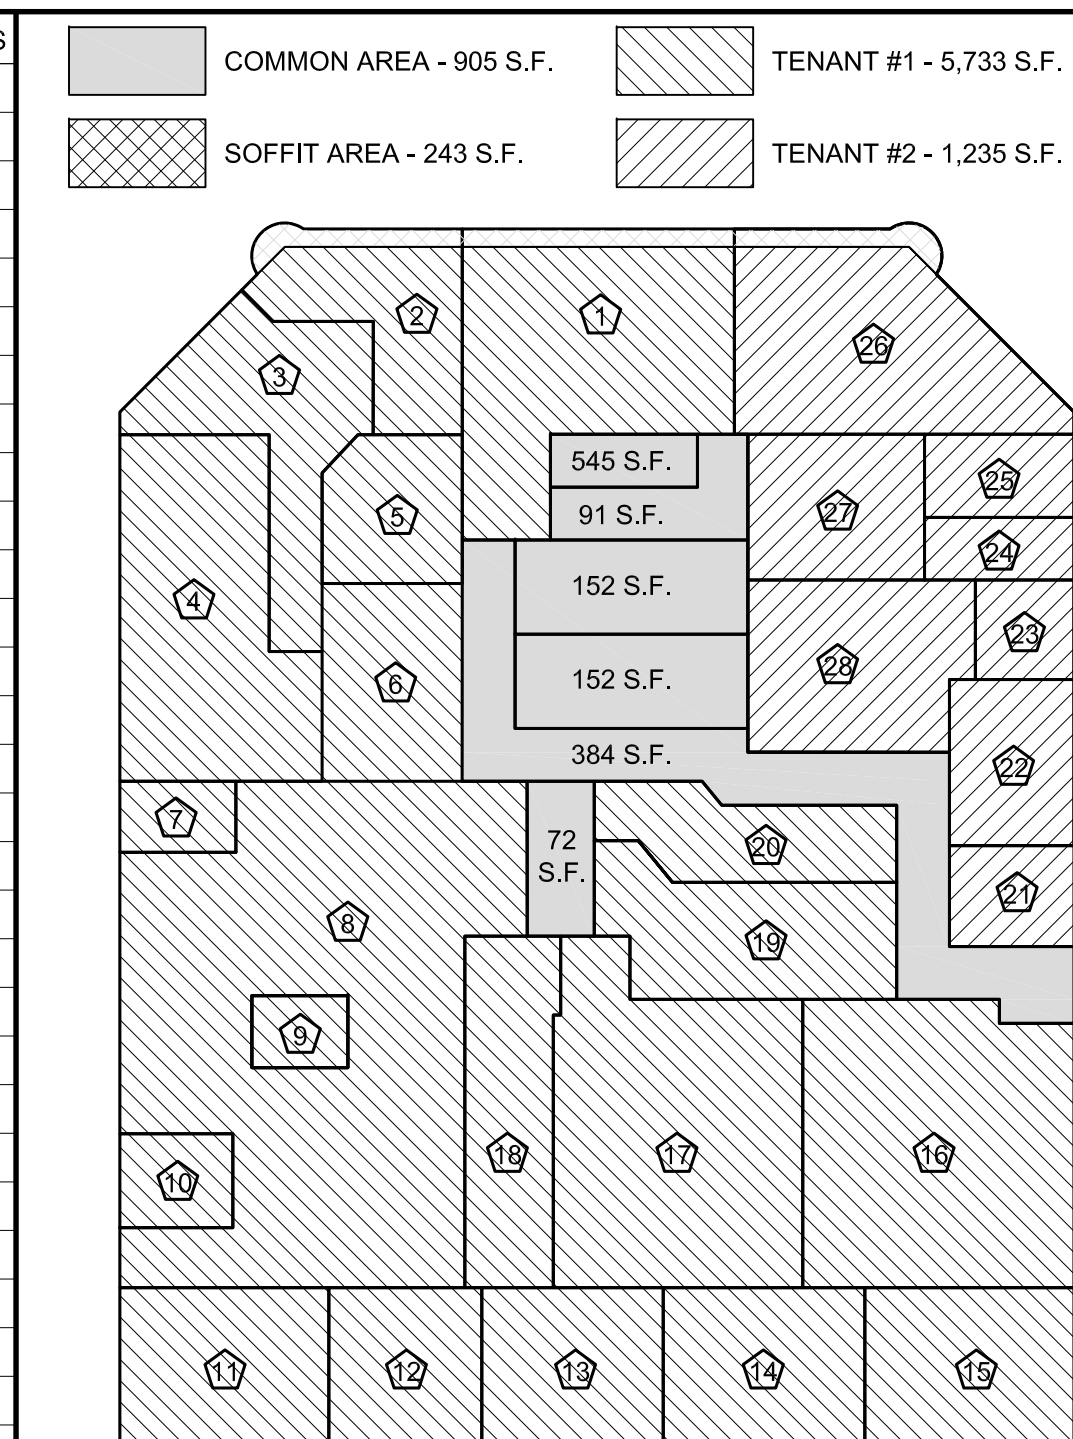 S
COMMON AREA - 905 S.F.
TENANT #1 - 5,733 S.F.
SOFFIT AREA - 243 S.F.
TENANT #2 - 1,235 S.F.
2
1
26
3
545 S.F.
25
5
91 S.F.
27
24
4
152 S.F.
23
6
152 S.F.
28
384 S.F.
22
7
72
S.F.
20
21
8
19
9
18
17
16
10
11
12
13
14
15